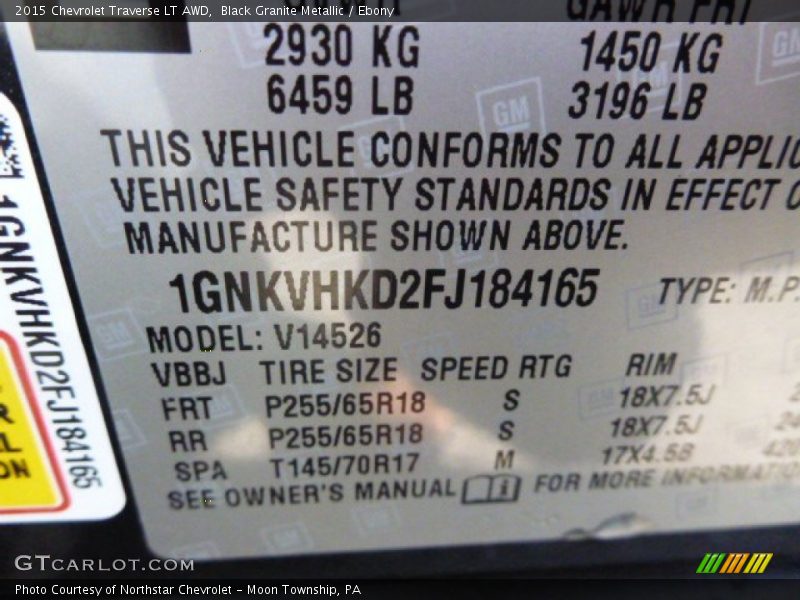 2015 Chevrolet Traverse LT AWD,  Black Granite Metallic / Ebony
GAWR FRT
2930 KG 1450 KG
6459 LB 3196 LB
GM
THIS VEHICLE CONFORMS TO ALL APPLIC
VEHICLE SAFETY STANDARDS IN EFFECT O
MANUFACTURE SHOWN ABOVE.
1GNKVHKD2FJ184165 TYPE: M.P.
MODEL: V14526
VBBJ TIRE SIZE SPEED RTG RIM
FRT P255/65R18 S 18X7.5J
RR P255/65R18 S 18X7.5J
SPA T145/70R17 M 17X4.5B
SEE OWNER'S MANUAL FOR MORE INFORMATION
1GNKVHKD2FJ184165
GTCARLOT.COM
Photo Courtesy of Northstar Chevrolet - Moon Township, PA